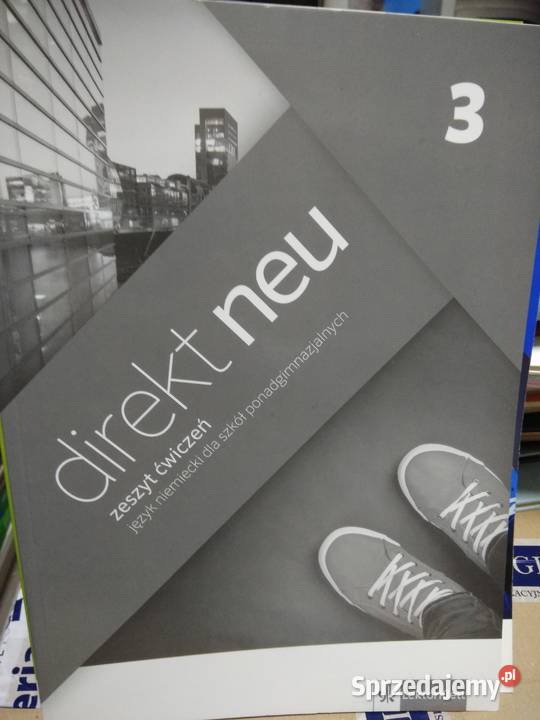 3
direkt neu
zeszyt ćwiczeń
język niemiecki dla szkół ponadgimnazjalnych
Sprzedajemy.pl